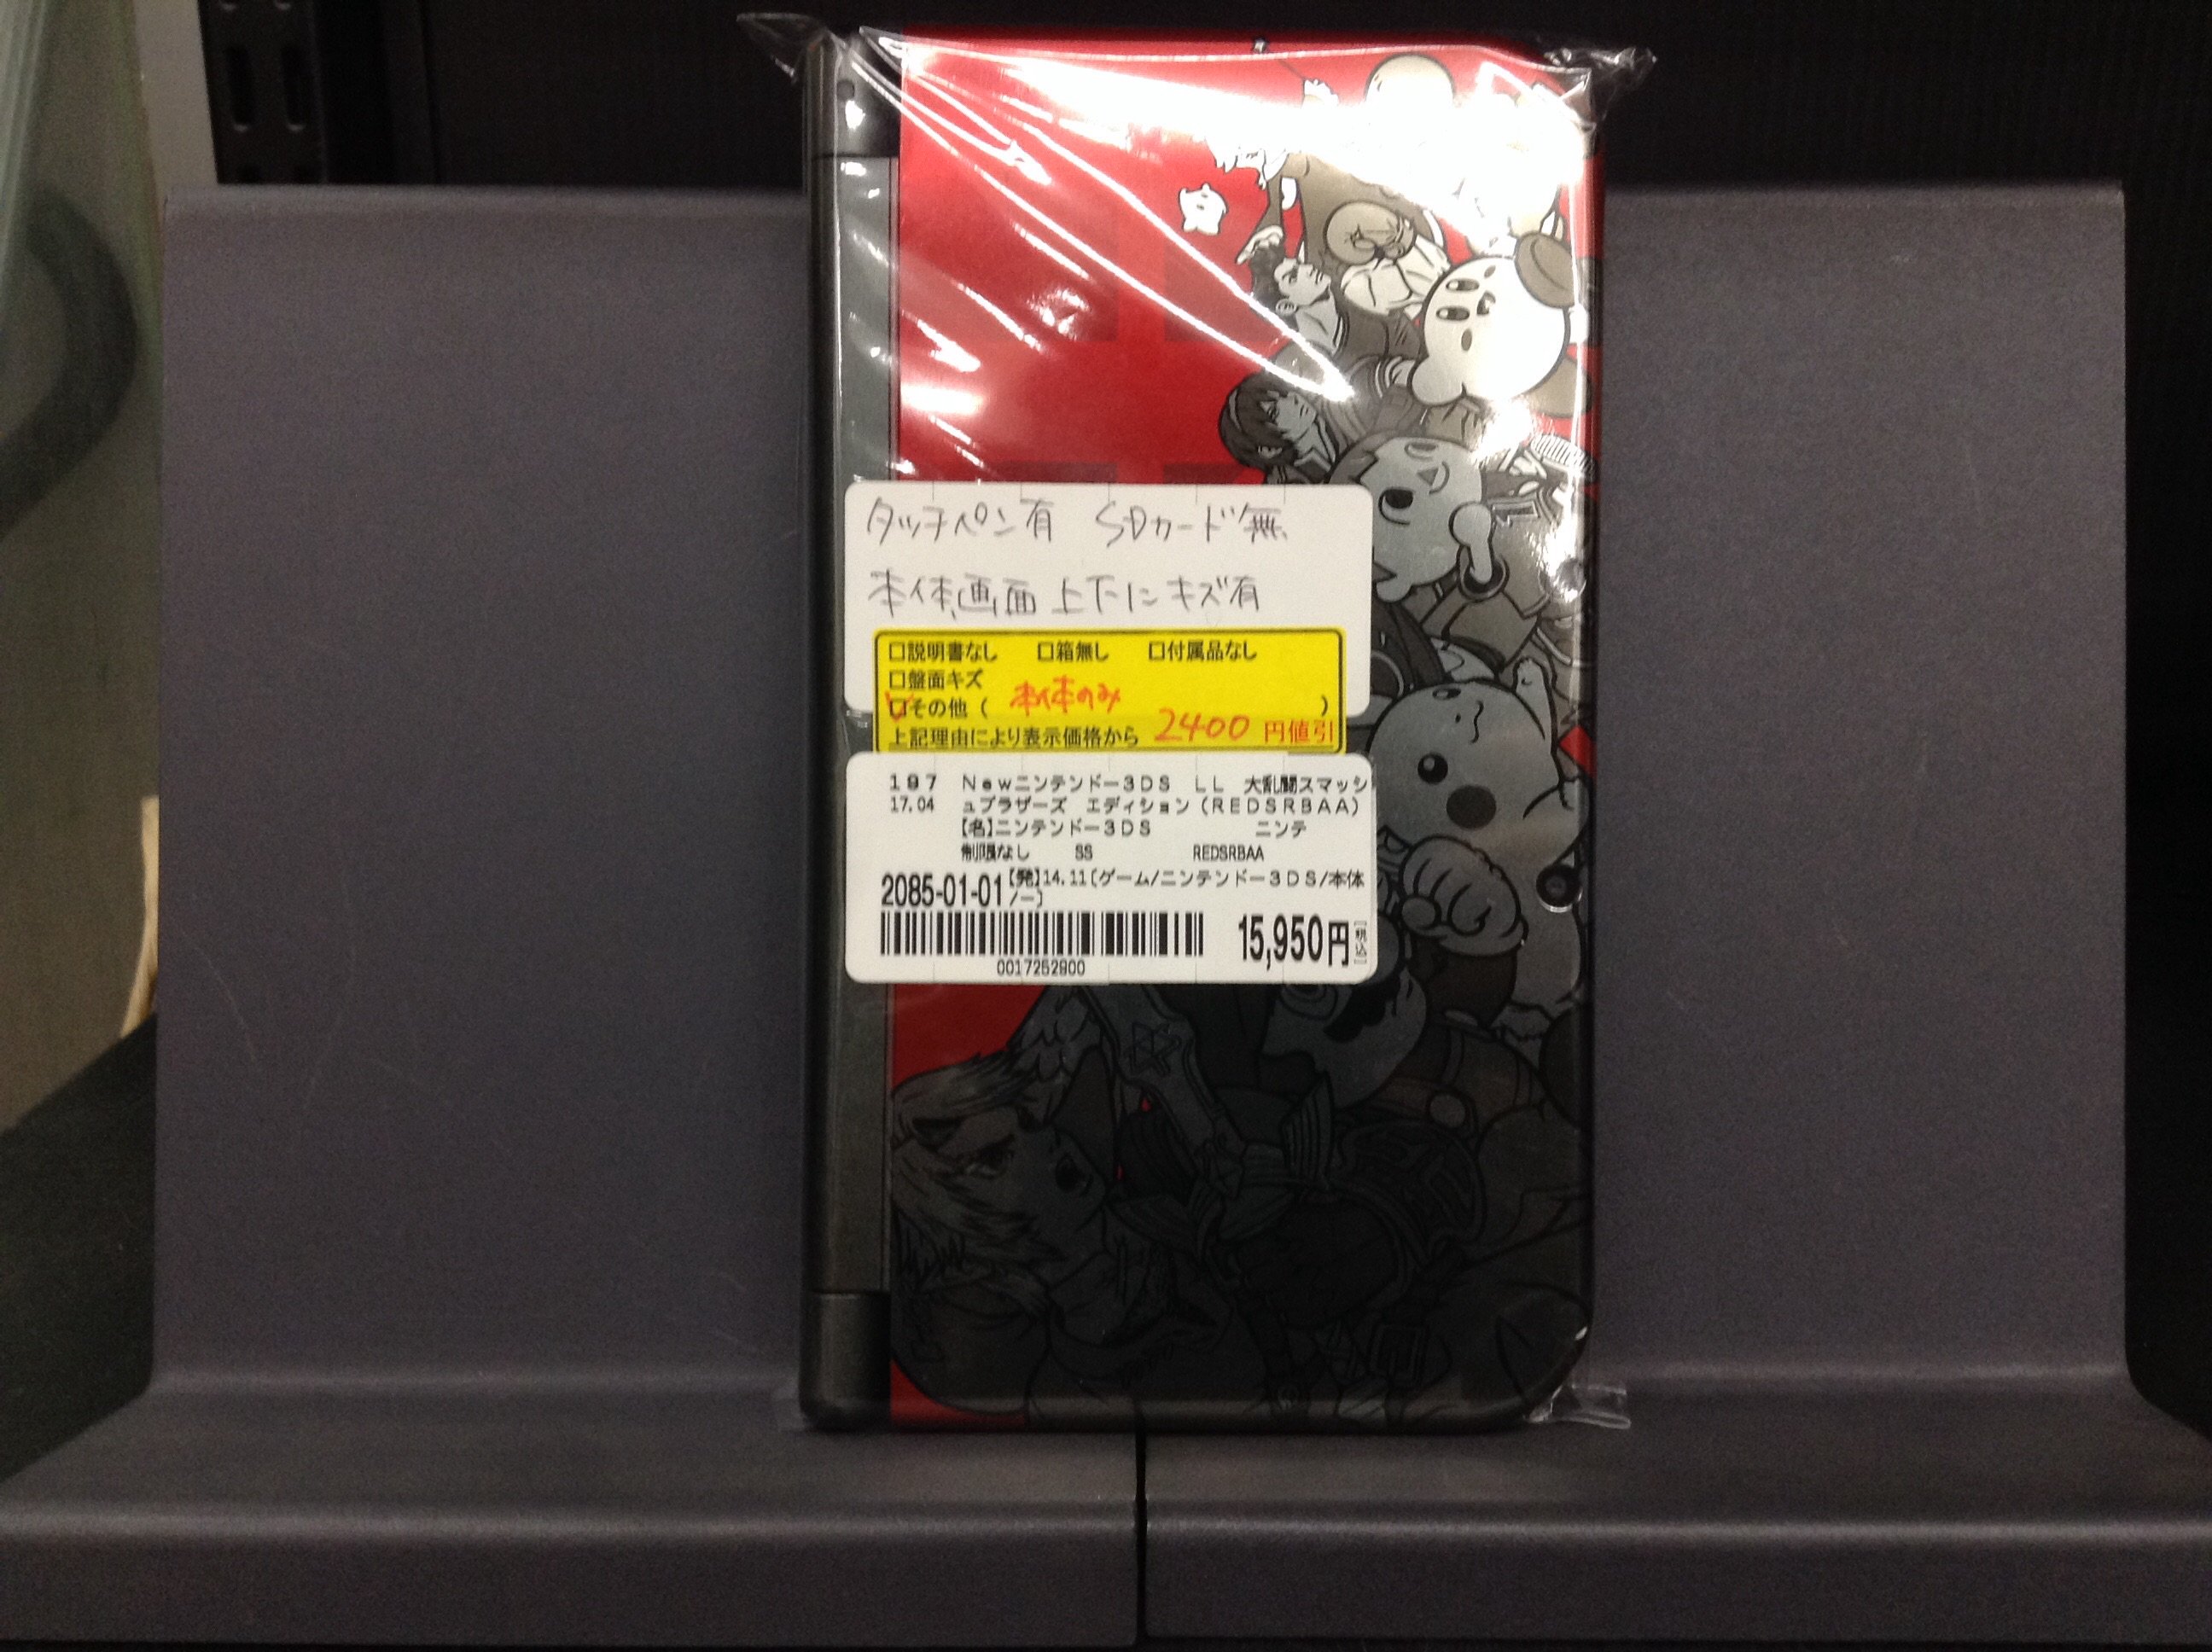 タッチペン有 SDカード無
本体画面上下にキズ有
□説明書なし □箱無し □付属品なし
□盤面キズ
□その他( 本体のみ )
上記理由により表示価格から 2400 円値引
197 Newニンテンドー3DS LL 大乱闘スマッシ
17.04 ュブラザーズ エディション(REDSRBAA)
【名】ニンテンドー3DS ニンテ
制限なし SS REDSRBAA
2085-01-01 【発】14.11〔ゲーム/ニンテンドー3DS/本体
/ー〕
15,950円 [税込]
0017252900